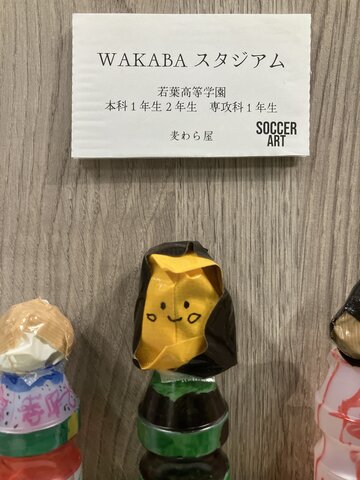 WAKABA スタジアム
若葉高等学園
本科１年生２年生　専攻科１年生
麦わら屋
SOCCER
ART